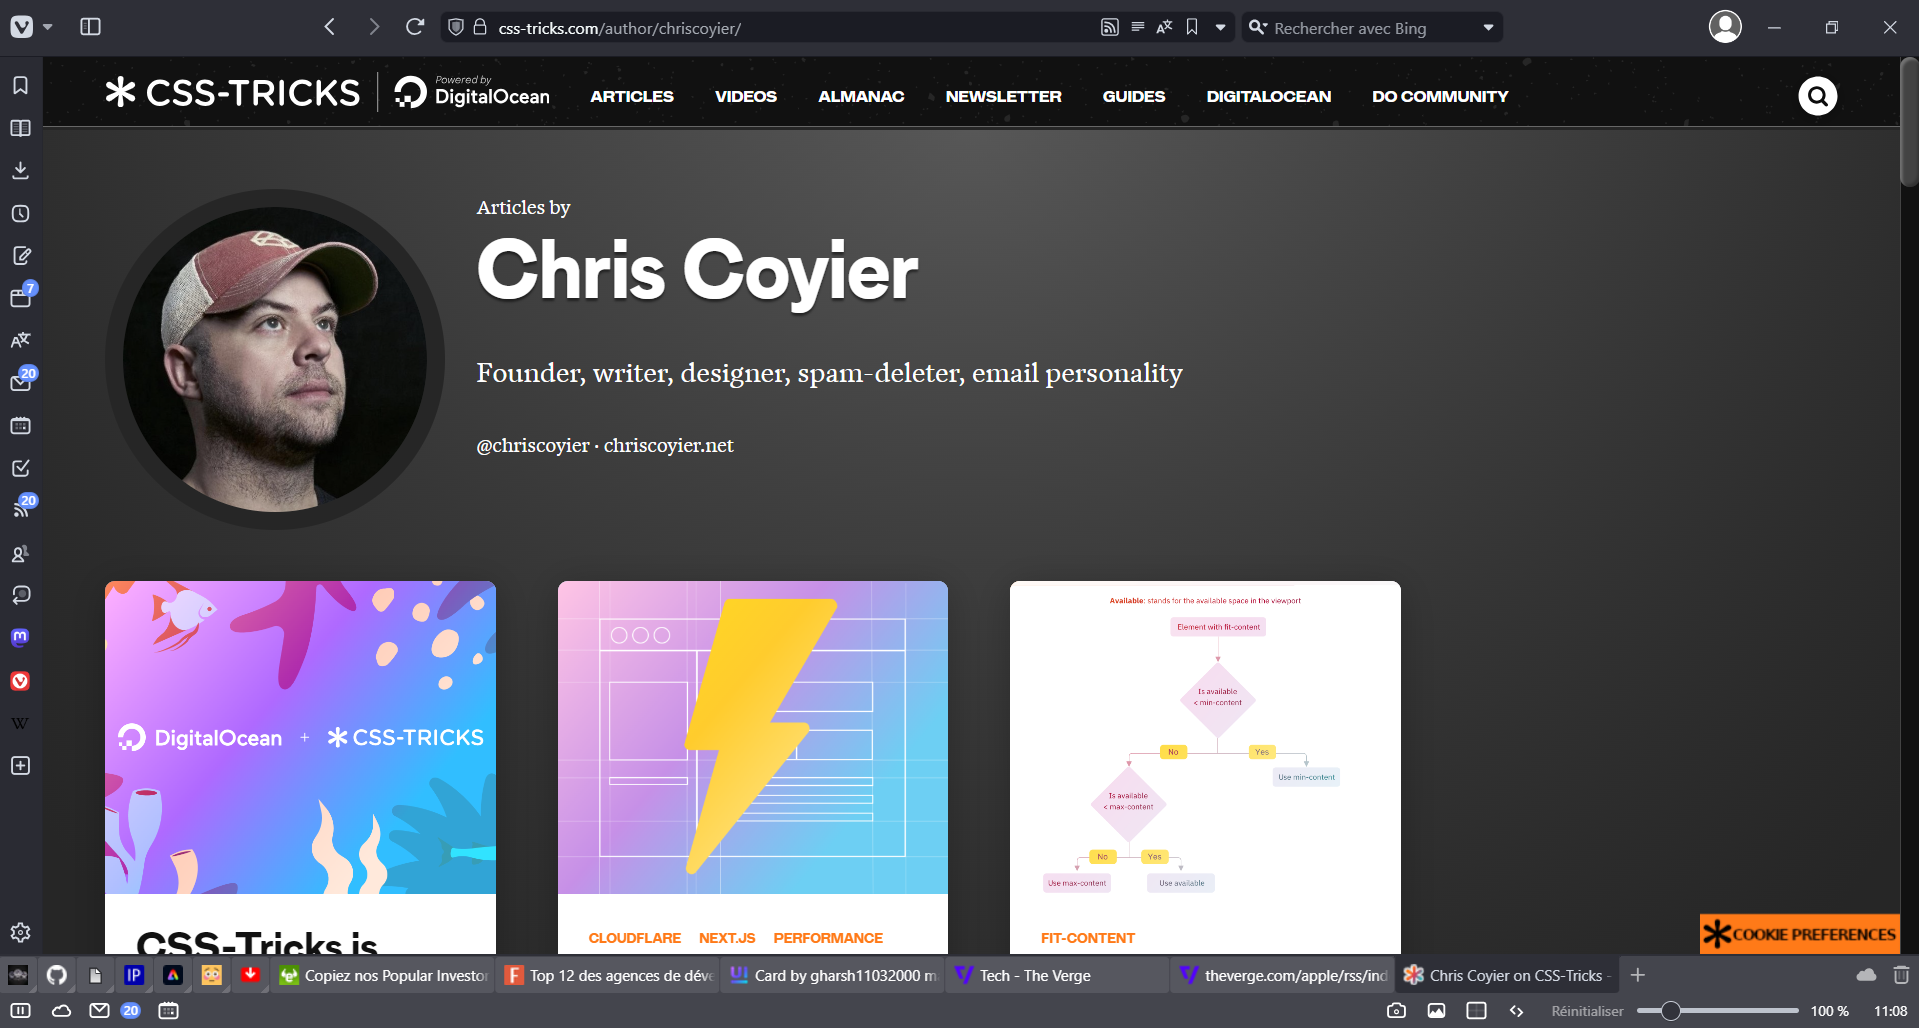 css-tricks.com/author/chriscoyier/
Rechercher avec Bing
CSS-TRICKS
Powered by
DigitalOcean
ARTICLES
VIDEOS
ALMANAC
NEWSLETTER
GUIDES
DIGITALOCEAN
DO COMMUNITY
7
20
20
W
Articles by
Chris Coyier
Founder, writer, designer, spam-deleter, email personality
@chriscoyier · chriscoyier.net
DigitalOcean + CSS-TRICKS
CSS-Tricks is
CLOUDFLARE NEXT.JS PERFORMANCE
Available: stands for the available space in the viewport
Element with fit-content
Is available
< min-content
No
Yes
Use min-content
Is available
< max-content
No
Yes
Use max-content
Use available
FIT-CONTENT
COOKIE PREFERENCES
IP
Copiez nos Popular Investor
Top 12 des agences de déve
Card by gharsh11032000 m
Tech - The Verge
theverge.com/apple/rss/ind
Chris Coyier on CSS-Tricks -
20
Réinitialiser
100 %
11:08